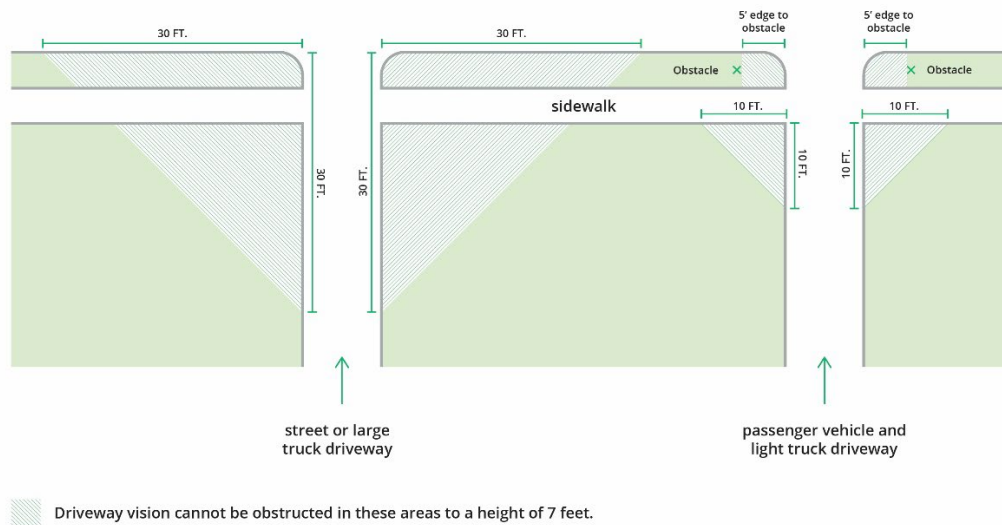 30 FT.
30 FT.
5’ edge to
obstacle
5’ edge to
obstacle
Obstacle
Obstacle
sidewalk
10 FT.
10 FT.
30 FT.
30 FT.
10 FT.
10 FT.
street or large
truck driveway
passenger vehicle and
light truck driveway
Driveway vision cannot be obstructed in these areas to a height of 7 feet.